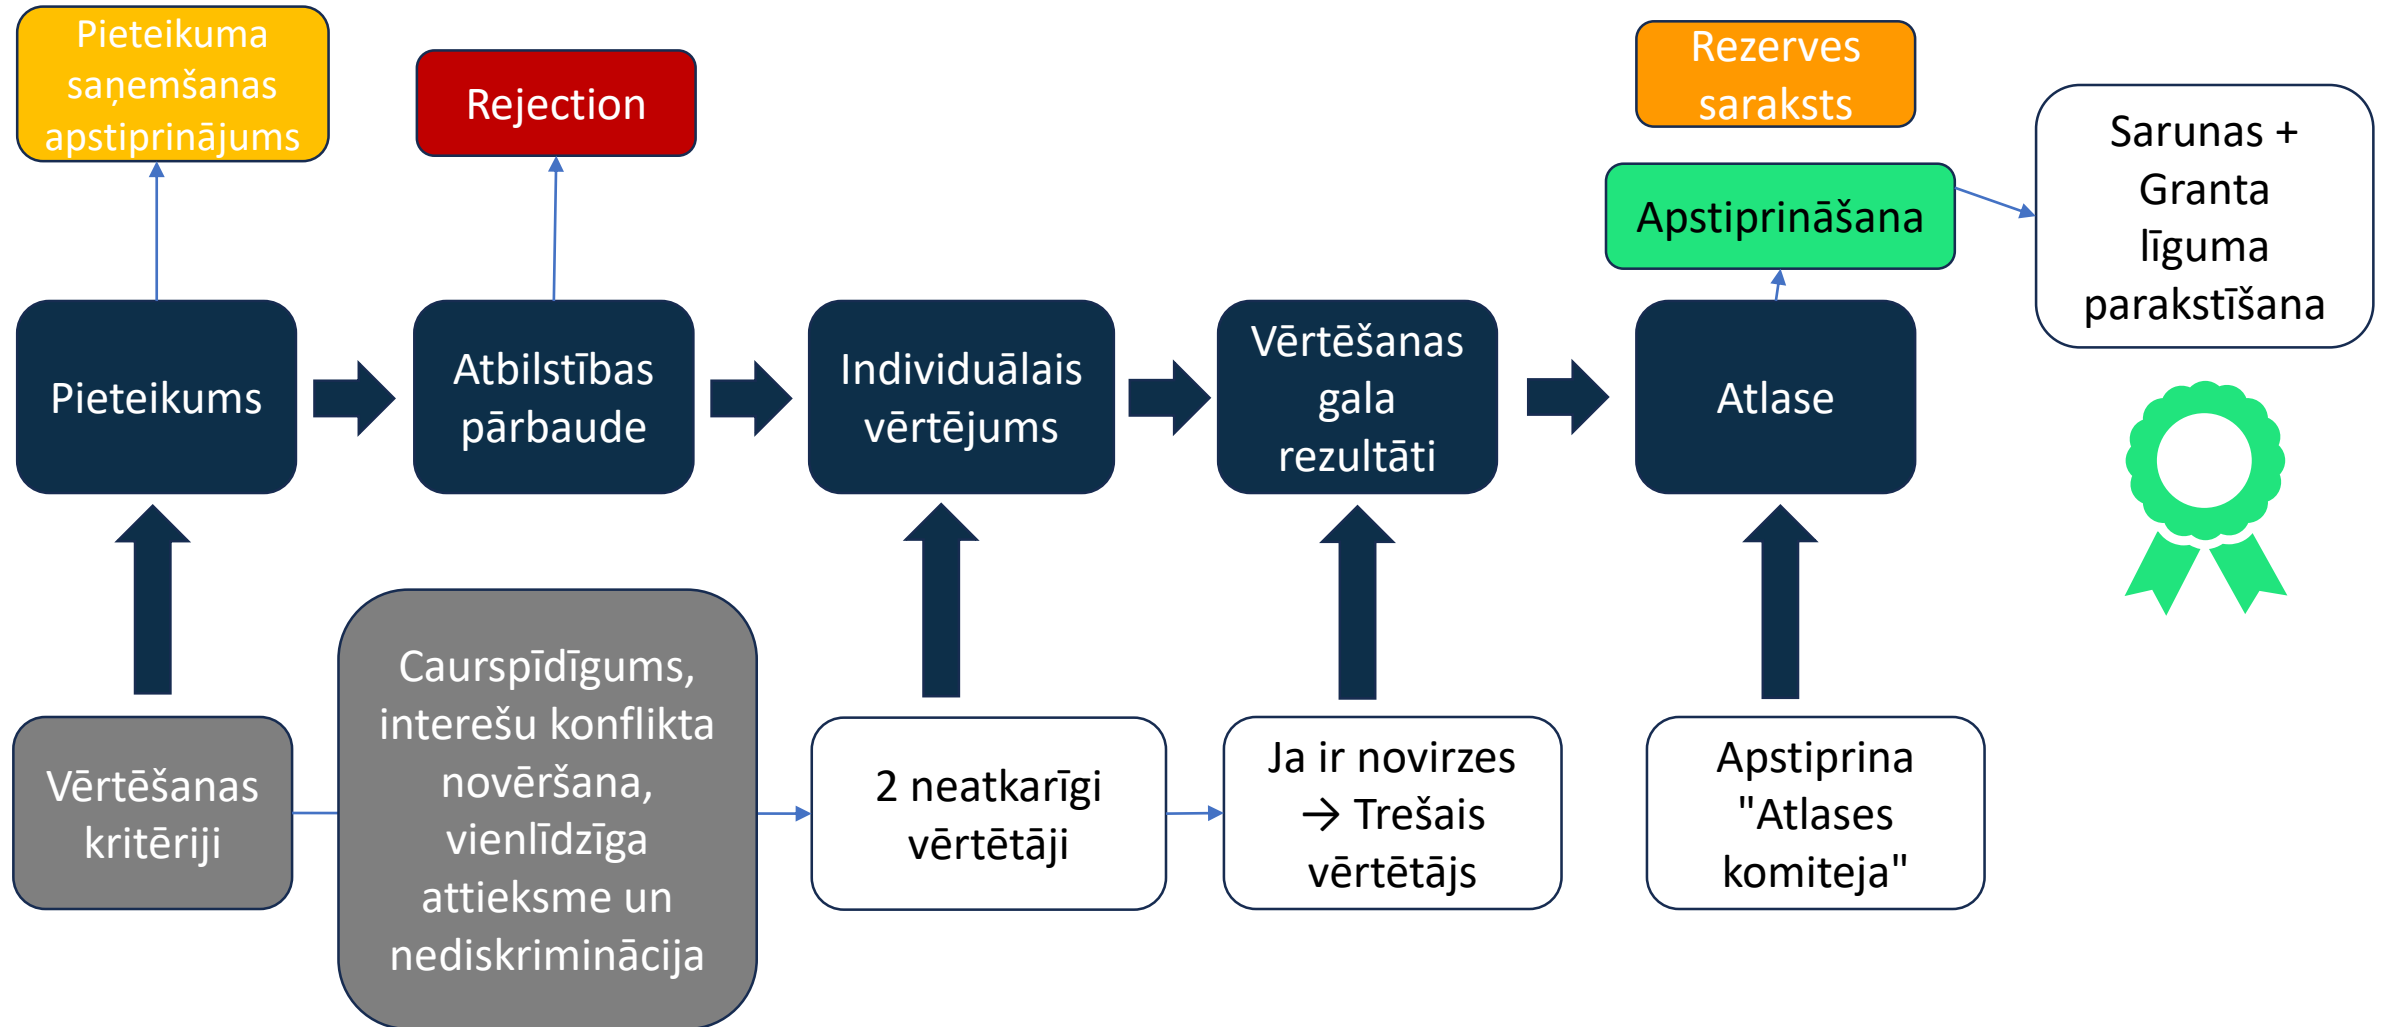 Pieteikuma
saņemšanas
apstiprinājums
Rejection
Rezerves
saraksts
Apstiprināšana
Sarunas +
Granta
līguma
parakstīšana
Pieteikums
Atbilstības
pārbaude
Individuālais
vērtējums
Vērtēšanas
gala
rezultāti
Atlase
Vērtēšanas
kritēriji
Caurspīdīgums,
interešu konflikta
novēršana,
vienlīdzīga
attieksme un
nediskriminācija
2 neatkarīgi
vērtētāji
Ja ir novirzes
→ Trešais
vērtētājs
Apstiprina
"Atlases
komiteja"